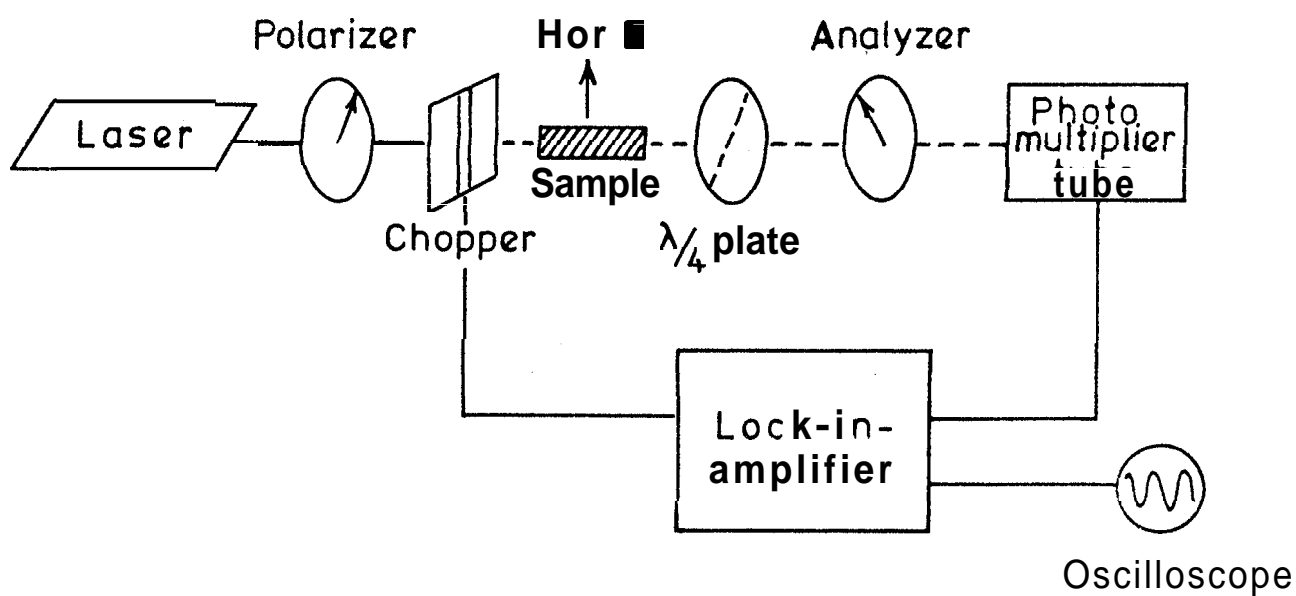 Polarizer
Hor
Analyzer
Laser
Photo
multiplier
tube
Sample
Chopper
λ/4 plate
Lock-in-
amplifier
Oscilloscope